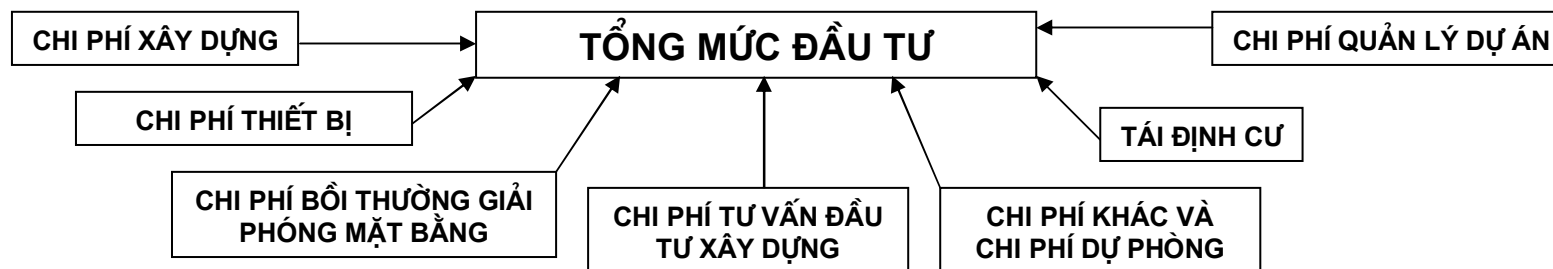 CHI PHÍ XÂY DỰNG
TỔNG MỨC ĐẦU TƯ
CHI PHÍ QUẢN LÝ DỰ ÁN
CHI PHÍ THIẾT BỊ
TÁI ĐỊNH CƯ
CHI PHÍ BỒI THƯỜNG GIẢI
PHÓNG MẶT BẰNG
CHI PHÍ TƯ VẤN ĐẦU
TƯ XÂY DỰNG
CHI PHÍ KHÁC VÀ
CHI PHÍ DỰ PHÒNG